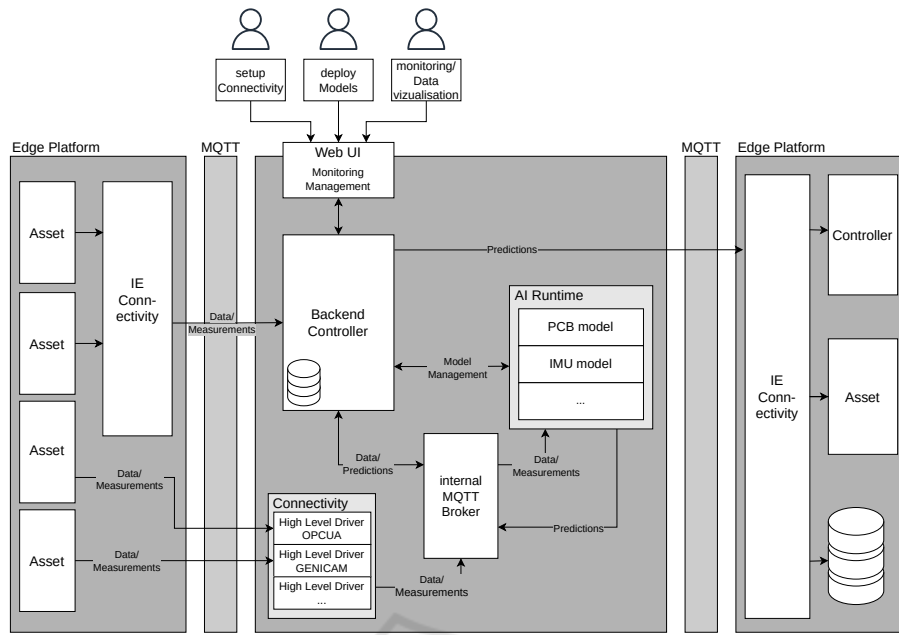 setup
Connectivity
deploy
Models
monitoring/
Data
vizualisation
Edge Platform
MQTT
Web UI
Monitoring
Management
MQTT
Edge Platform
Asset
Asset
Asset
Asset
IE
Conn-
ectivity
Data/
Measurements
Backend
Controller
Predictions
AI Runtime
PCB model
IMU model
...
Model
Management
Data/
Predictions
internal
MQTT
Broker
Data/
Measurements
Predictions
Data/
Measurements
Data/
Measurements
Connectivity
High Level Driver
OPCUA
High Level Driver
GENICAM
High Level Driver
...
Data/
Measurements
IE
Conn-
ectivity
Controller
Asset